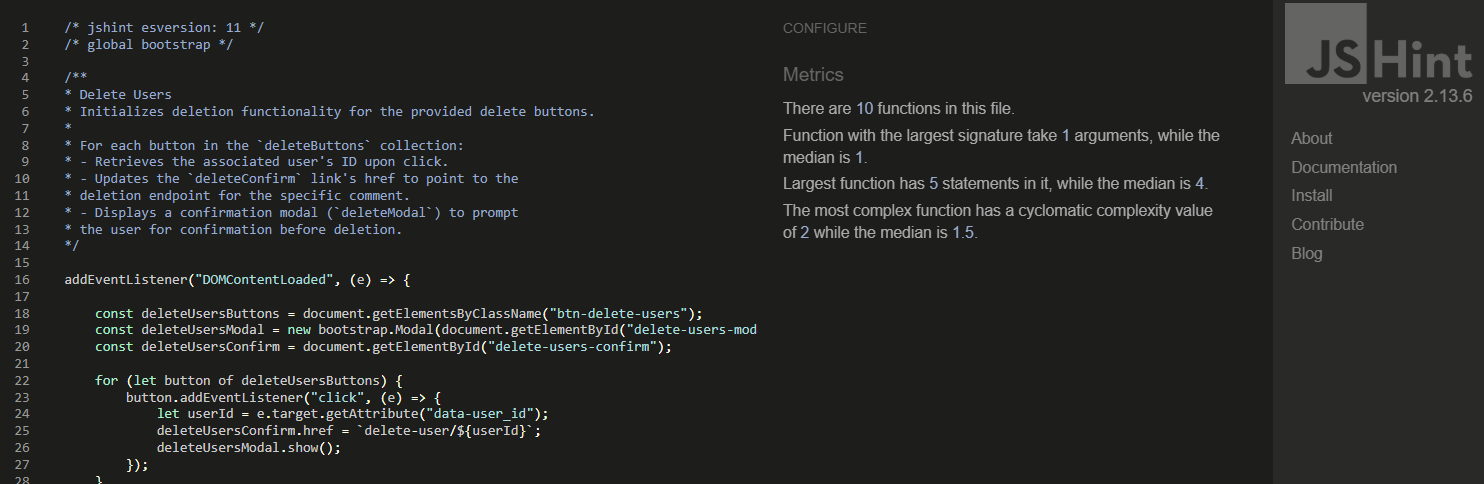 1 /* jshint esversion: 11 */
2 /* global bootstrap */
3
4 /**
5 * Delete Users
6 * Initializes deletion functionality for the provided delete buttons.
7 *
8 * For each button in the `deleteButtons` collection:
9 * - Retrieves the associated user's ID upon click.
10 * - Updates the `deleteConfirm` link's href to point to the
11 * deletion endpoint for the specific comment.
12 * - Displays a confirmation modal (`deleteModal`) to prompt
13 * the user for confirmation before deletion.
14 */
15
16 addEventListener("DOMContentLoaded", (e) => {
17
18 const deleteUsersButtons = document.getElementsByClassName("btn-delete-users");
19 const deleteUsersModal = new bootstrap.Modal(document.getElementById("delete-users-mod
20 const deleteUsersConfirm = document.getElementById("delete-users-confirm");
21
22 for (let button of deleteUsersButtons) {
23 button.addEventListener("click", (e) => {
24 let userId = e.target.getAttribute("data-user_id");
25 deleteUsersConfirm.href = `delete-user/${userId}`;
26 deleteUsersModal.show();
27 });
28 }
CONFIGURE
Metrics
There are 10 functions in this file.
Function with the largest signature take 1 arguments, while the
median is 1.
Largest function has 5 statements in it, while the median is 4.
The most complex function has a cyclomatic complexity value
of 2 while the median is 1.5.
JSHint
version 2.13.6
About
Documentation
Install
Contribute
Blog